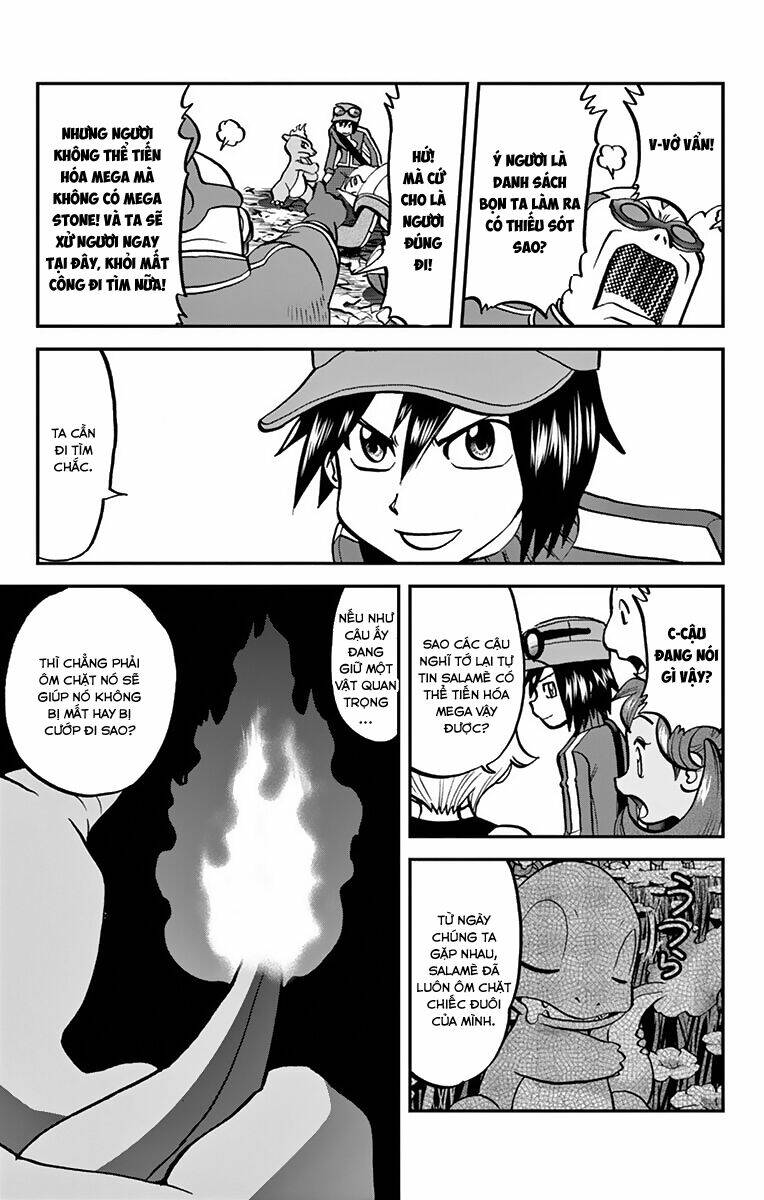 V-VỚ VẨN!
Ý NGƯƠI LÀ
DANH SÁCH
BỌN TA LÀM RA
CÓ THIẾU SÓT
SAO?
HỨ!
MÀ CỨ
CHO LÀ
NGƯƠI
ĐÚNG
ĐI!
NHƯNG NGƯƠI
KHÔNG THỂ TIẾN
HÓA MEGA MÀ
KHÔNG CÓ MEGA
STONE! VÀ TA SẼ
XỬ NGƯƠI NGAY
TẠI ĐÂY, KHỎI MẤT
CÔNG ĐI TÌM NỮA!
TA CẦN
ĐI TÌM
CHẮC.
C-CẬU
ĐANG NÓI
GÌ VẬY?
SAO CÁC CẬU
NGHĨ TỚ LẠI TỰ
TIN SALAMÈ CÓ
THỂ TIẾN HÓA
MEGA VẬY
ĐƯỢC?
うつら
TỪ NGÀY
CHÚNG TA
GẶP NHAU,
SALAMÈ ĐÃ
LUÔN ÔM CHẶT
CHIẾC ĐUÔI
CỦA MÌNH.
NẾU NHƯ
CẬU ẤY
ĐANG
GIỮ MỘT
VẬT QUAN
TRỌNG
...
THÌ CHẲNG PHẢI
ÔM CHẶT NÓ SẼ
GIÚP NÓ KHÔNG
BỊ MẤT HAY BỊ
CƯỚP ĐI SAO?